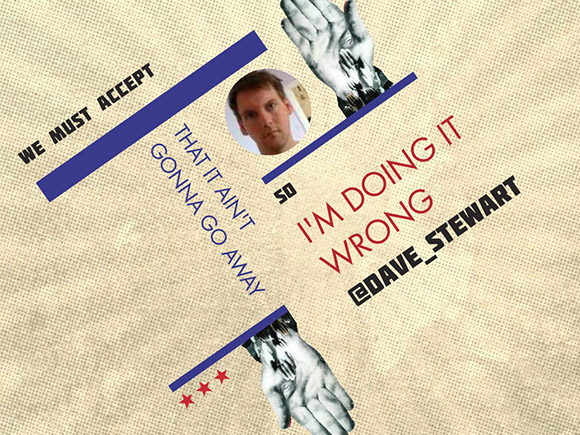 WE MUST ACCEPT
THAT IT AIN'T
GONNA GO AWAY
SO
I'M DOING IT
WRONG
@DAVE_STEWART